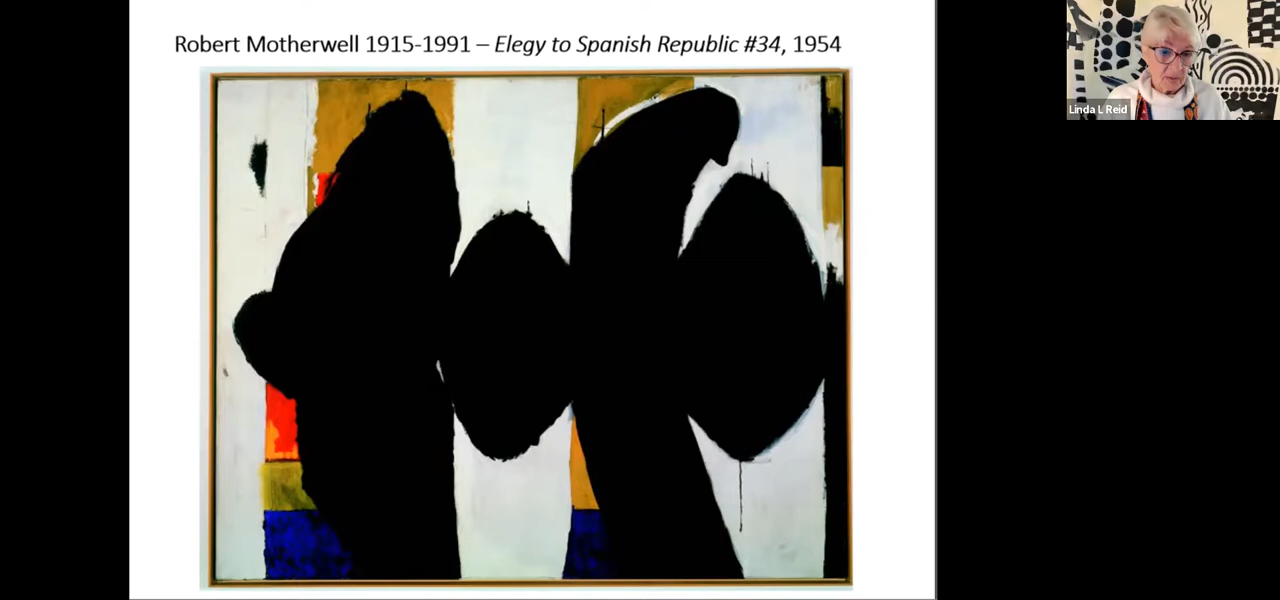 Robert Motherwell 1915-1991 – Elegy to Spanish Republic #34, 1954
Linda L Reid